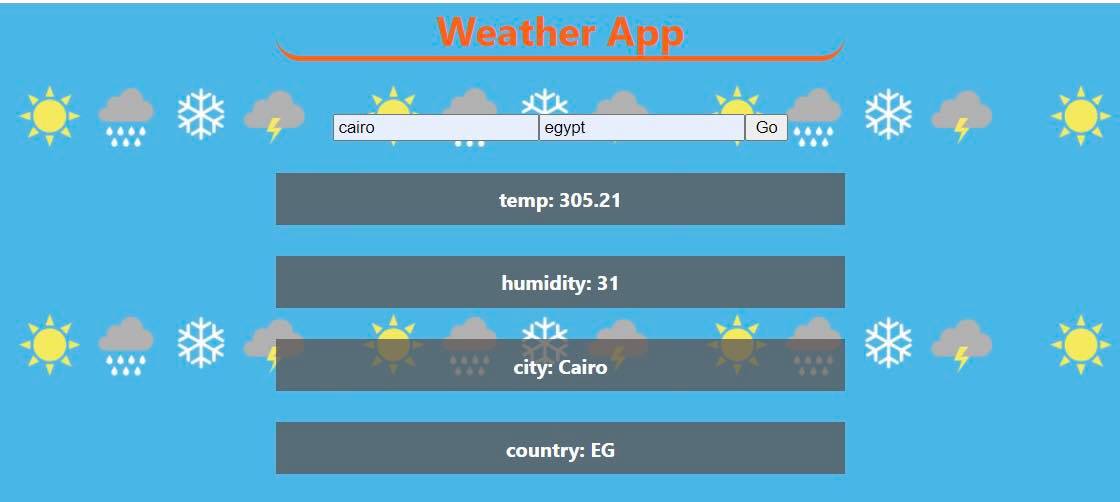 Weather App
cairo egypt Go
temp: 305.21
humidity: 31
city: Cairo
country: EG